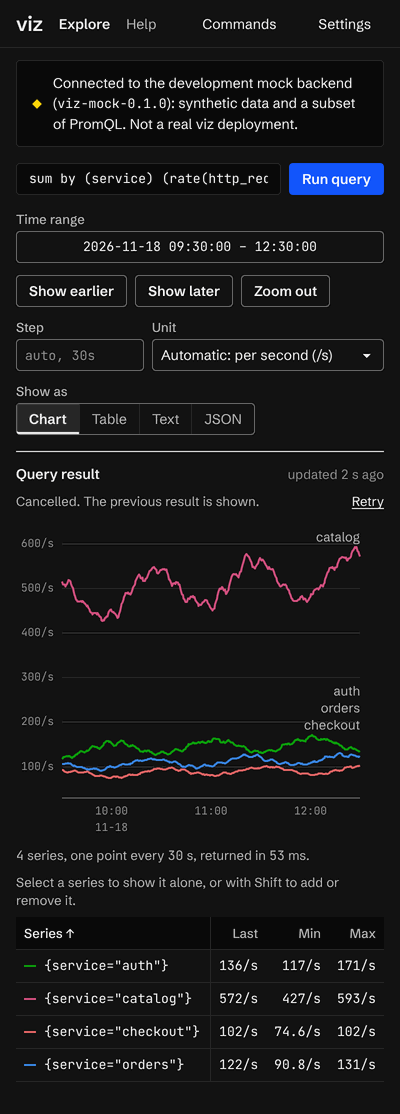 viz Explore Help Commands Settings
Connected to the development mock backend
(viz-mock-0.1.0): synthetic data and a subset
of PromQL. Not a real viz deployment.
sum by (service) (rate(http_rec Run query
Time range
2026-11-18 09:30:00 – 12:30:00
Show earlier Show later Zoom out
Step Unit
auto, 30s Automatic: per second (/s)
Show as
Chart Table Text JSON
Query result updated 2 s ago
Cancelled. The previous result is shown. Retry
catalog
600/s
500/s
400/s
300/s
auth
orders
200/s
checkout
100/s
10:00 11:00 12:00
11-18
4 series, one point every 30 s, returned in 53 ms.
Select a series to show it alone, or with Shift to add or
remove it.
Series ↑ Last Min Max
{service="auth"} 136/s 117/s 171/s
{service="catalog"} 572/s 427/s 593/s
{service="checkout"} 102/s 74.6/s 102/s
{service="orders"} 122/s 90.8/s 131/s